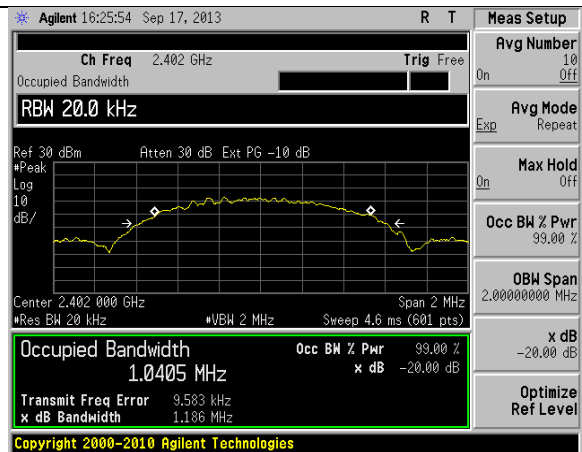 Agilent 16:25:54 Sep 17, 2013 R T
Ch Freq 2.402 GHz Trig Free
Occupied Bandwidth
RBW 20.0 kHz
Ref 30 dBm Atten 30 dB Ext PG -10 dB
#Peak
Log
10
dB/
Center 2.402 000 GHz Span 2 MHz
#Res BW 20 kHz #VBW 2 MHz Sweep 4.6 ms (601 pts)
Occupied Bandwidth Occ BW % Pwr 99.00 %
1.0405 MHz x dB -20.00 dB
Transmit Freq Error 9.583 kHz
x dB Bandwidth 1.186 MHz
Copyright 2000-2010 Agilent Technologies
Meas Setup
Avg Number
10
On Off
Avg Mode
Exp Repeat
Max Hold
On Off
Occ BW % Pwr
99.00 %
OBW Span
2.00000000 MHz
x dB
-20.00 dB
Optimize
Ref Level